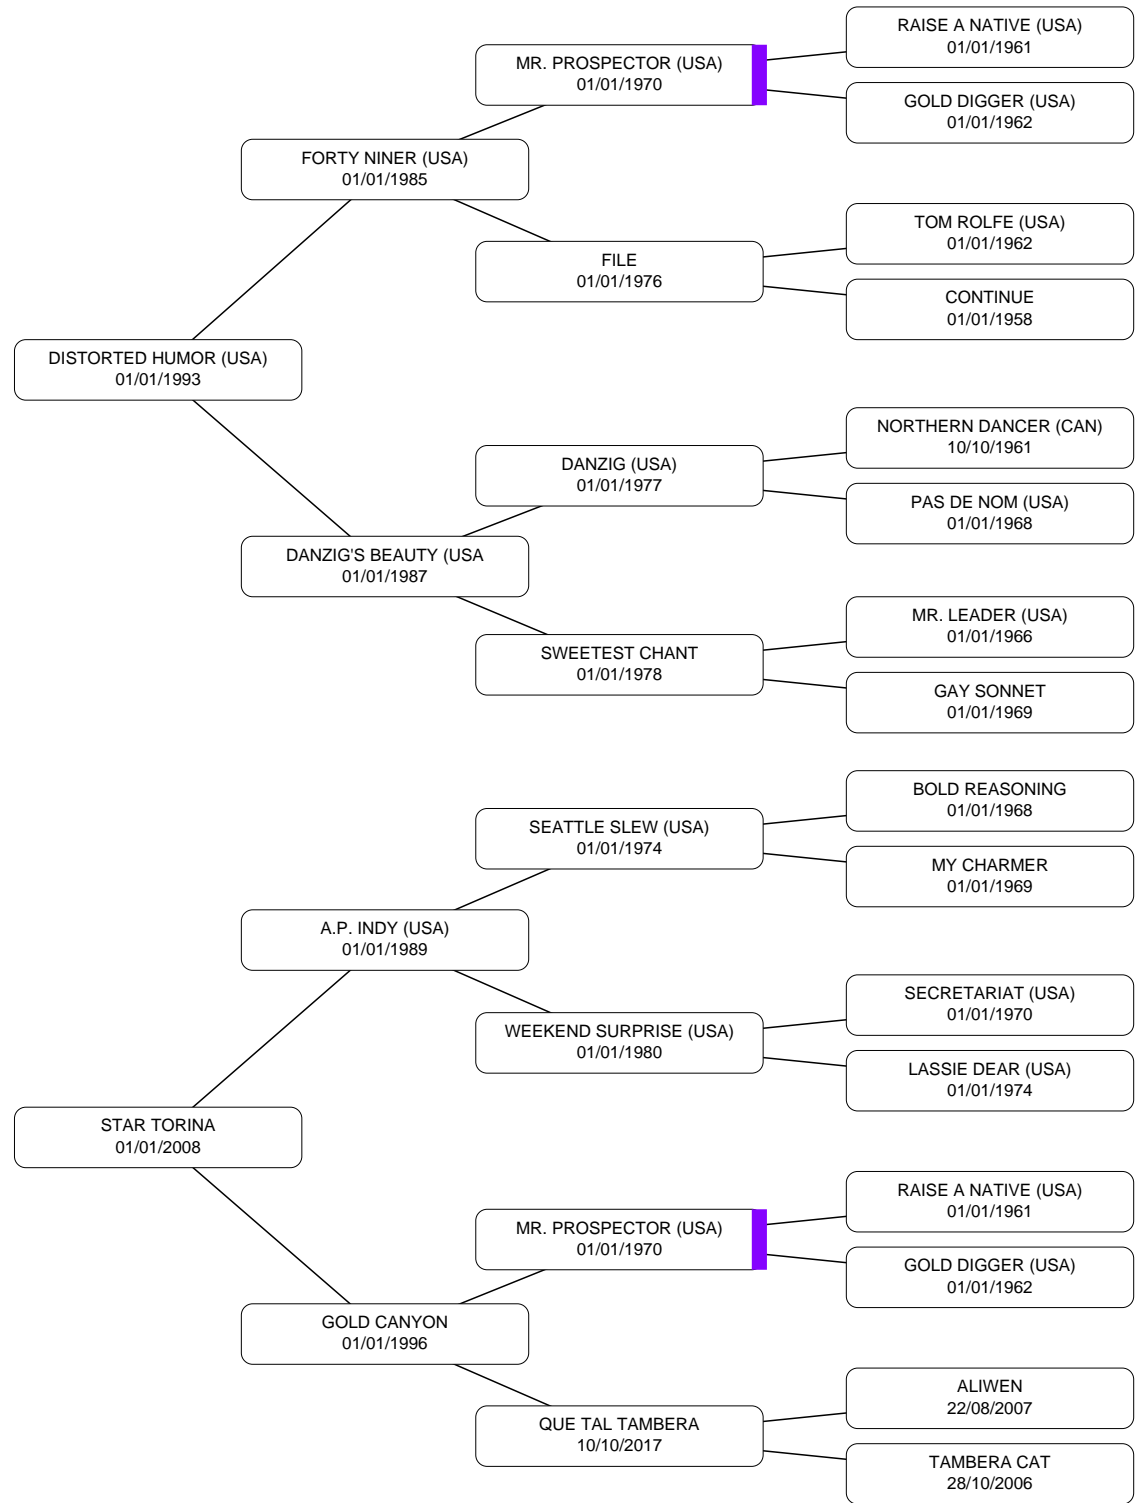 RAISE A NATIVE (USA)
01/01/1961
MR. PROSPECTOR (USA)
01/01/1970
GOLD DIGGER (USA)
01/01/1962
FORTY NINER (USA)
01/01/1985
TOM ROLFE (USA)
01/01/1962
FILE
01/01/1976
CONTINUE
01/01/1958
DISTORTED HUMOR (USA)
01/01/1993
NORTHERN DANCER (CAN)
10/10/1961
DANZIG (USA)
01/01/1977
PAS DE NOM (USA)
01/01/1968
DANZIG'S BEAUTY (USA
01/01/1987
MR. LEADER (USA)
01/01/1966
SWEETEST CHANT
01/01/1978
GAY SONNET
01/01/1969
BOLD REASONING
01/01/1968
SEATTLE SLEW (USA)
01/01/1974
MY CHARMER
01/01/1969
A.P. INDY (USA)
01/01/1989
SECRETARIAT (USA)
01/01/1970
WEEKEND SURPRISE (USA)
01/01/1980
LASSIE DEAR (USA)
01/01/1974
STAR TORINA
01/01/2008
RAISE A NATIVE (USA)
01/01/1961
MR. PROSPECTOR (USA)
01/01/1970
GOLD DIGGER (USA)
01/01/1962
GOLD CANYON
01/01/1996
ALIWEN
22/08/2007
QUE TAL TAMBERA
10/10/2017
TAMBERA CAT
28/10/2006